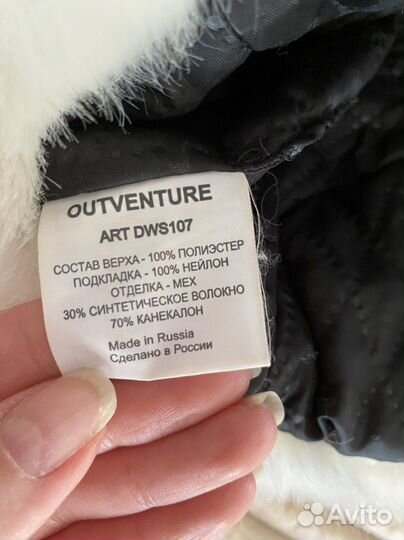 OUTVENTURE
ART DWS107
СОСТАВ ВЕРХА - 100% ПОЛИЭСТЕР
ПОДКЛАДКА - 100% НЕЙЛОН
ОТДЕЛКА - МЕХ
30% СИНТЕТИЧЕСКОЕ ВОЛОКНО
70% КАНЕКАЛОН
Made in Russia
Сделано в России
Avito